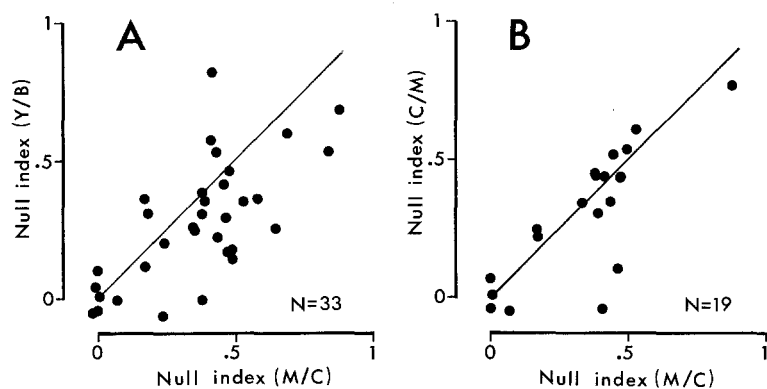 A
1
.5
0
Null index (Y/B)
N=33
0
.5
1
Null index (M/C)
B
1
.5
0
Null index (C/M)
N=19
0
.5
1
Null index (M/C)